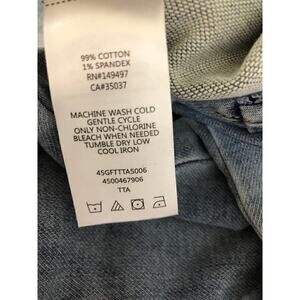 99% COTTON
1% SPANDEX
RN#149497
CA#35037
MACHINE WASH COLD
GENTLE CYCLE
ONLY NON-CHLORINE
BLEACH WHEN NEEDED
TUMBLE DRY LOW
COOL IRON
45GFTTTA5006
4500467906
TTA